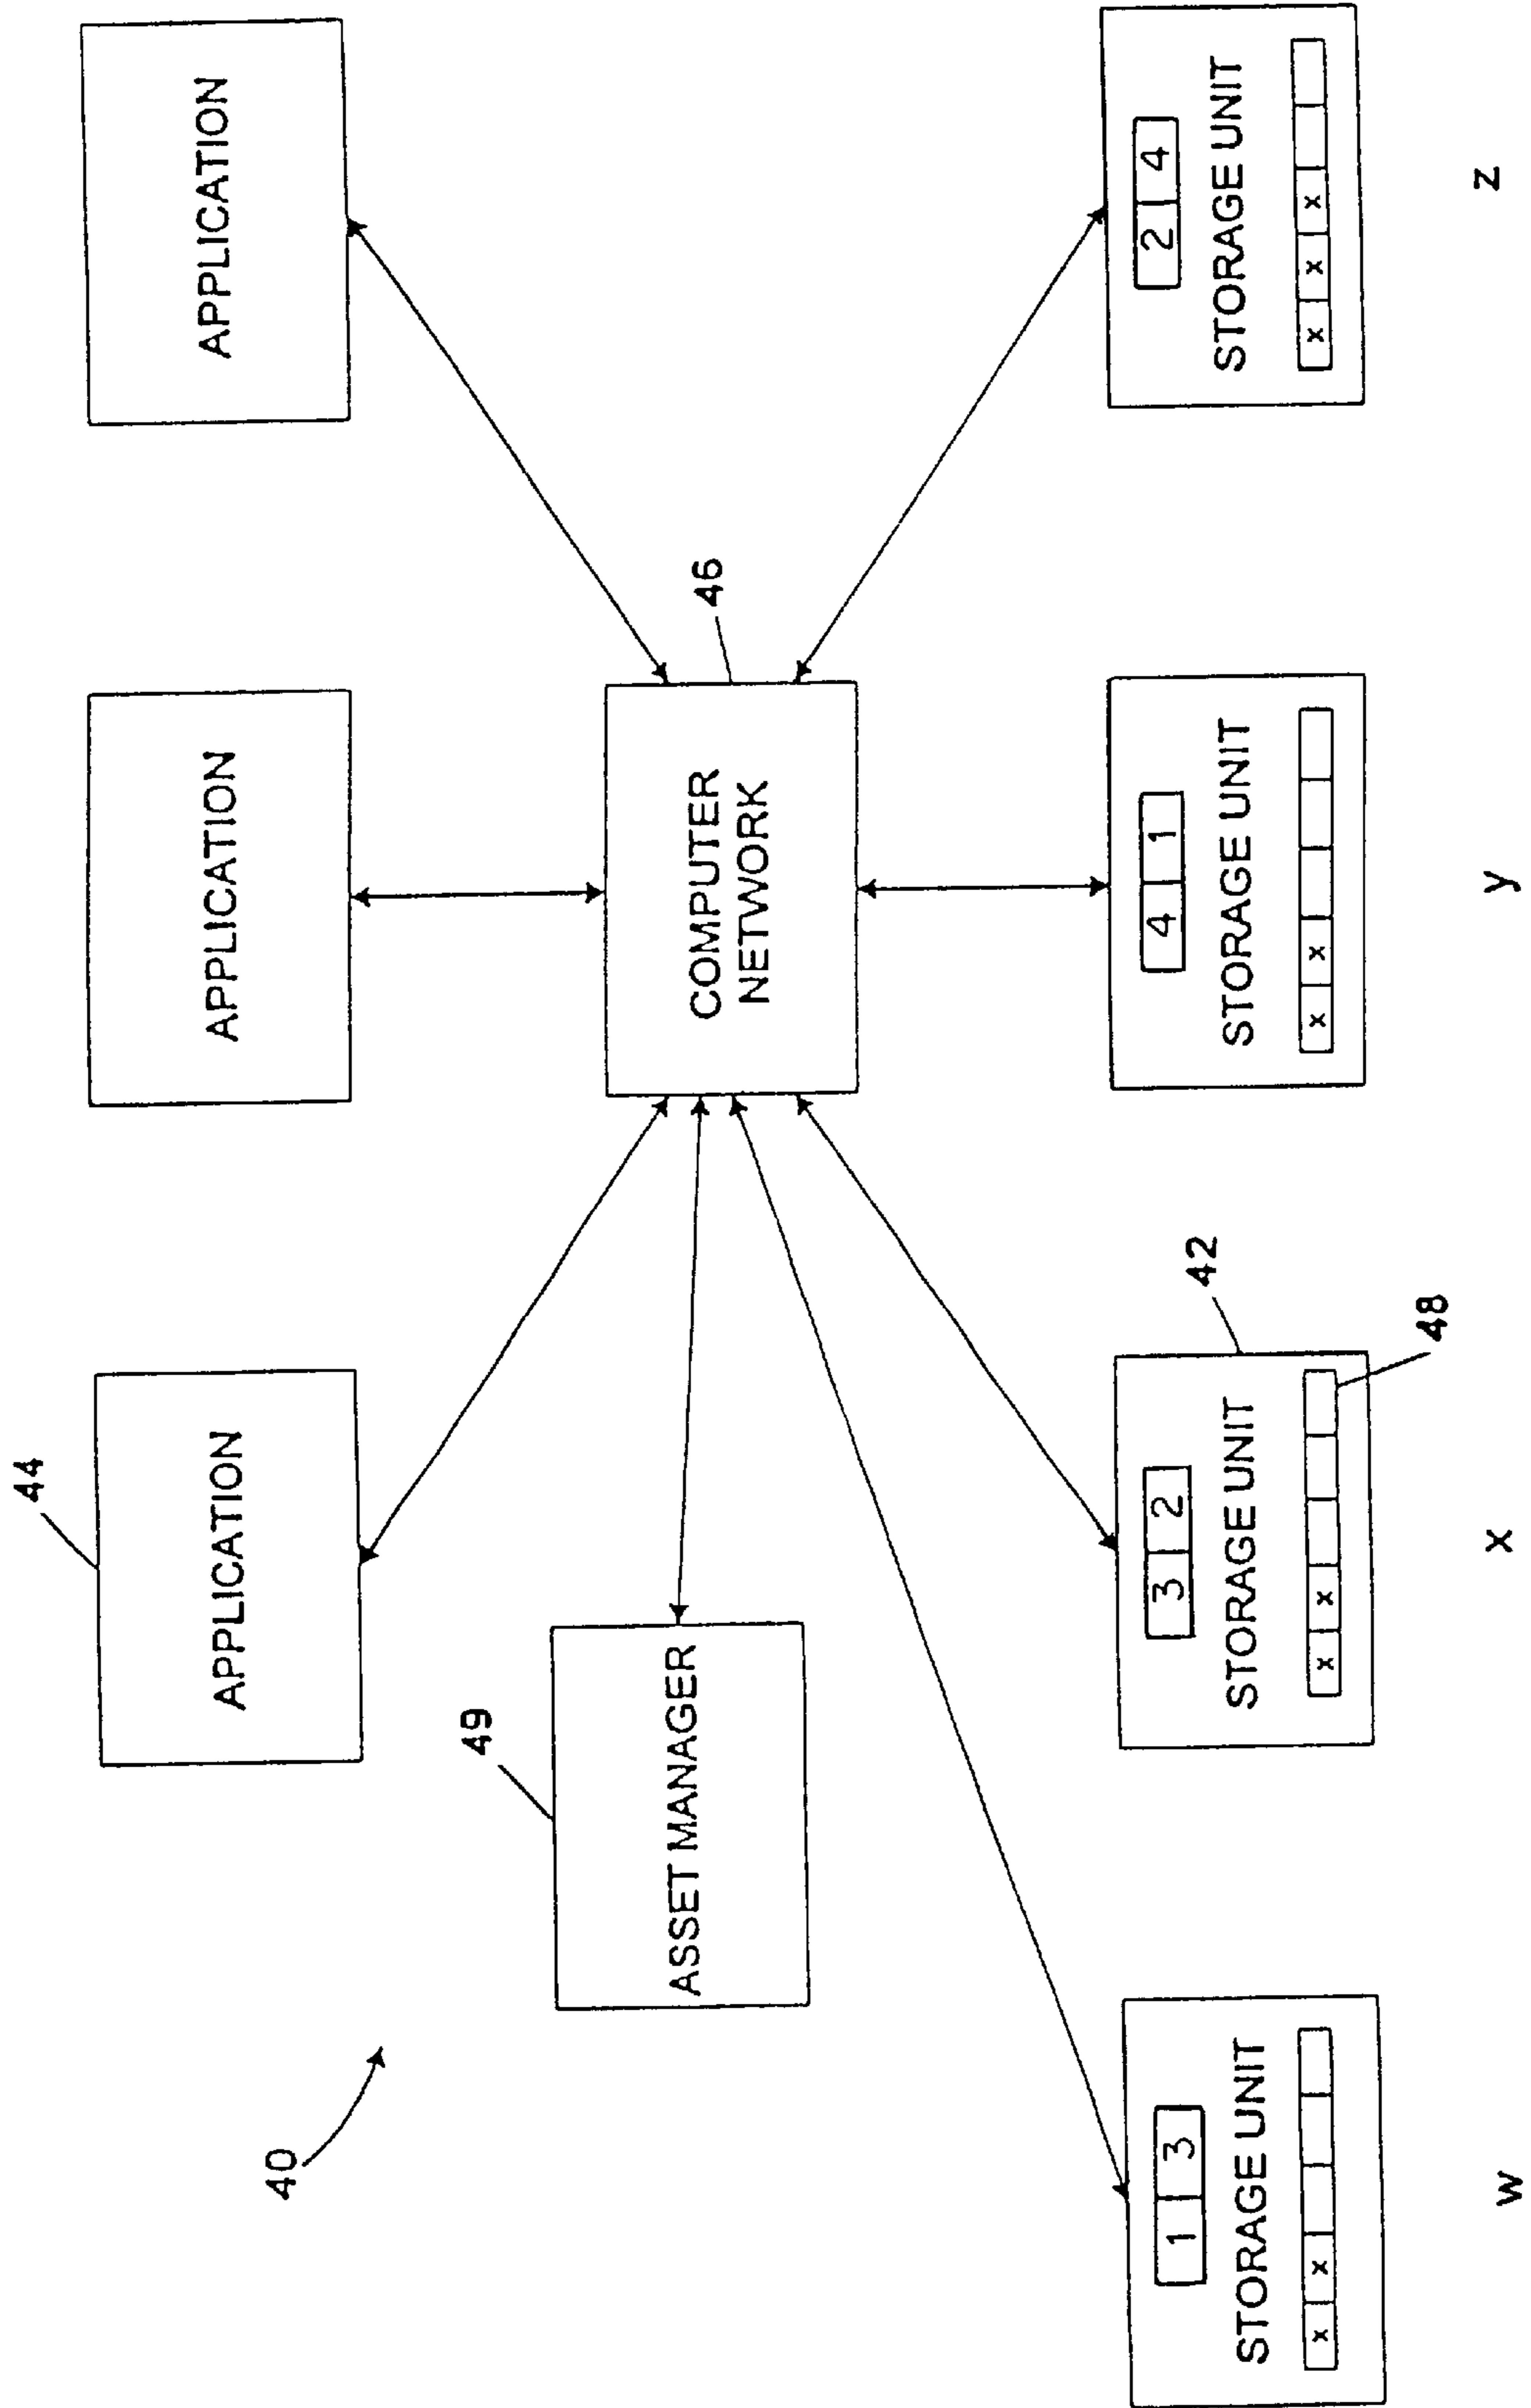 44
APPLICATION
APPLICATION
APPLICATION
40
49
ASSET MANAGER
COMPUTER
NETWORK
46
1 3
STORAGE UNIT
x x
w
42
3 2
STORAGE UNIT
x x
48
x
4 1
STORAGE UNIT
x x
y
2 4
STORAGE UNIT
x x x
z